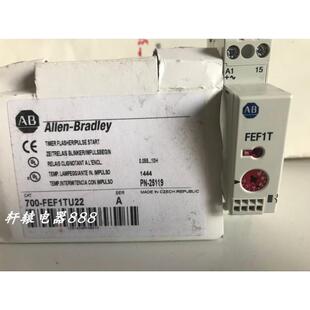 AB
Allen-Bradley
TIMER FLASHER/PULSE START
ZEITRELAIS BLINKER/IMPULSBEGIN
RELAIS CLIGNOTANT A L'ENCL.
TEMP. LAMPEGGIANTE IN. IMPULSO
TEMP. INTERMITENCIA CON IMPULSO
0.05S...10H
1444
PN-25119
MADE IN CZECH REPUBLIC
CAT
700-FEF1TU22
SER
A
A1
15
+
AB
FEF1T
轩辕电器888